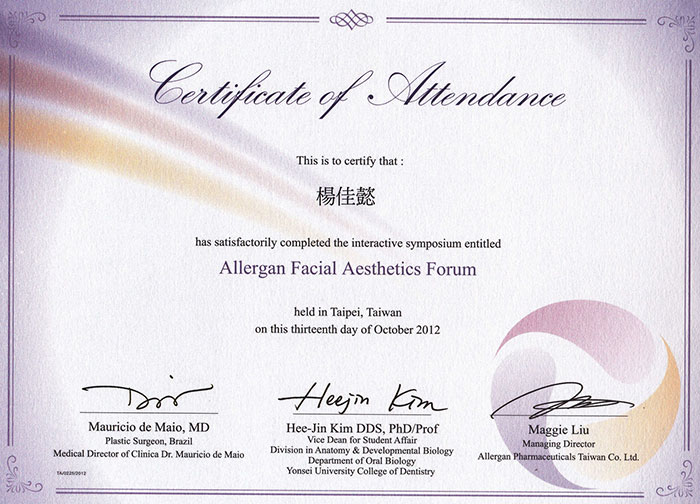 Certificate of Attendance
This is to certify that :
楊佳懿
has satisfactorily completed the interactive symposium entitled
Allergan Facial Aesthetics Forum
held in Taipei, Taiwan
on this thirteenth day of October 2012
Heejin Kim
Mauricio de Maio, MD
Plastic Surgeon, Brazil
Medical Director of Clinica Dr. Mauricio de Maio
Hee-Jin Kim DDS, PhD/Prof
Vice Dean for Student Affair
Division in Anatomy & Developmental Biology
Department of Oral Biology
Yonsei University College of Dentistry
Maggie Liu
Managing Director
Allergan Pharmaceuticals Taiwan Co. Ltd.